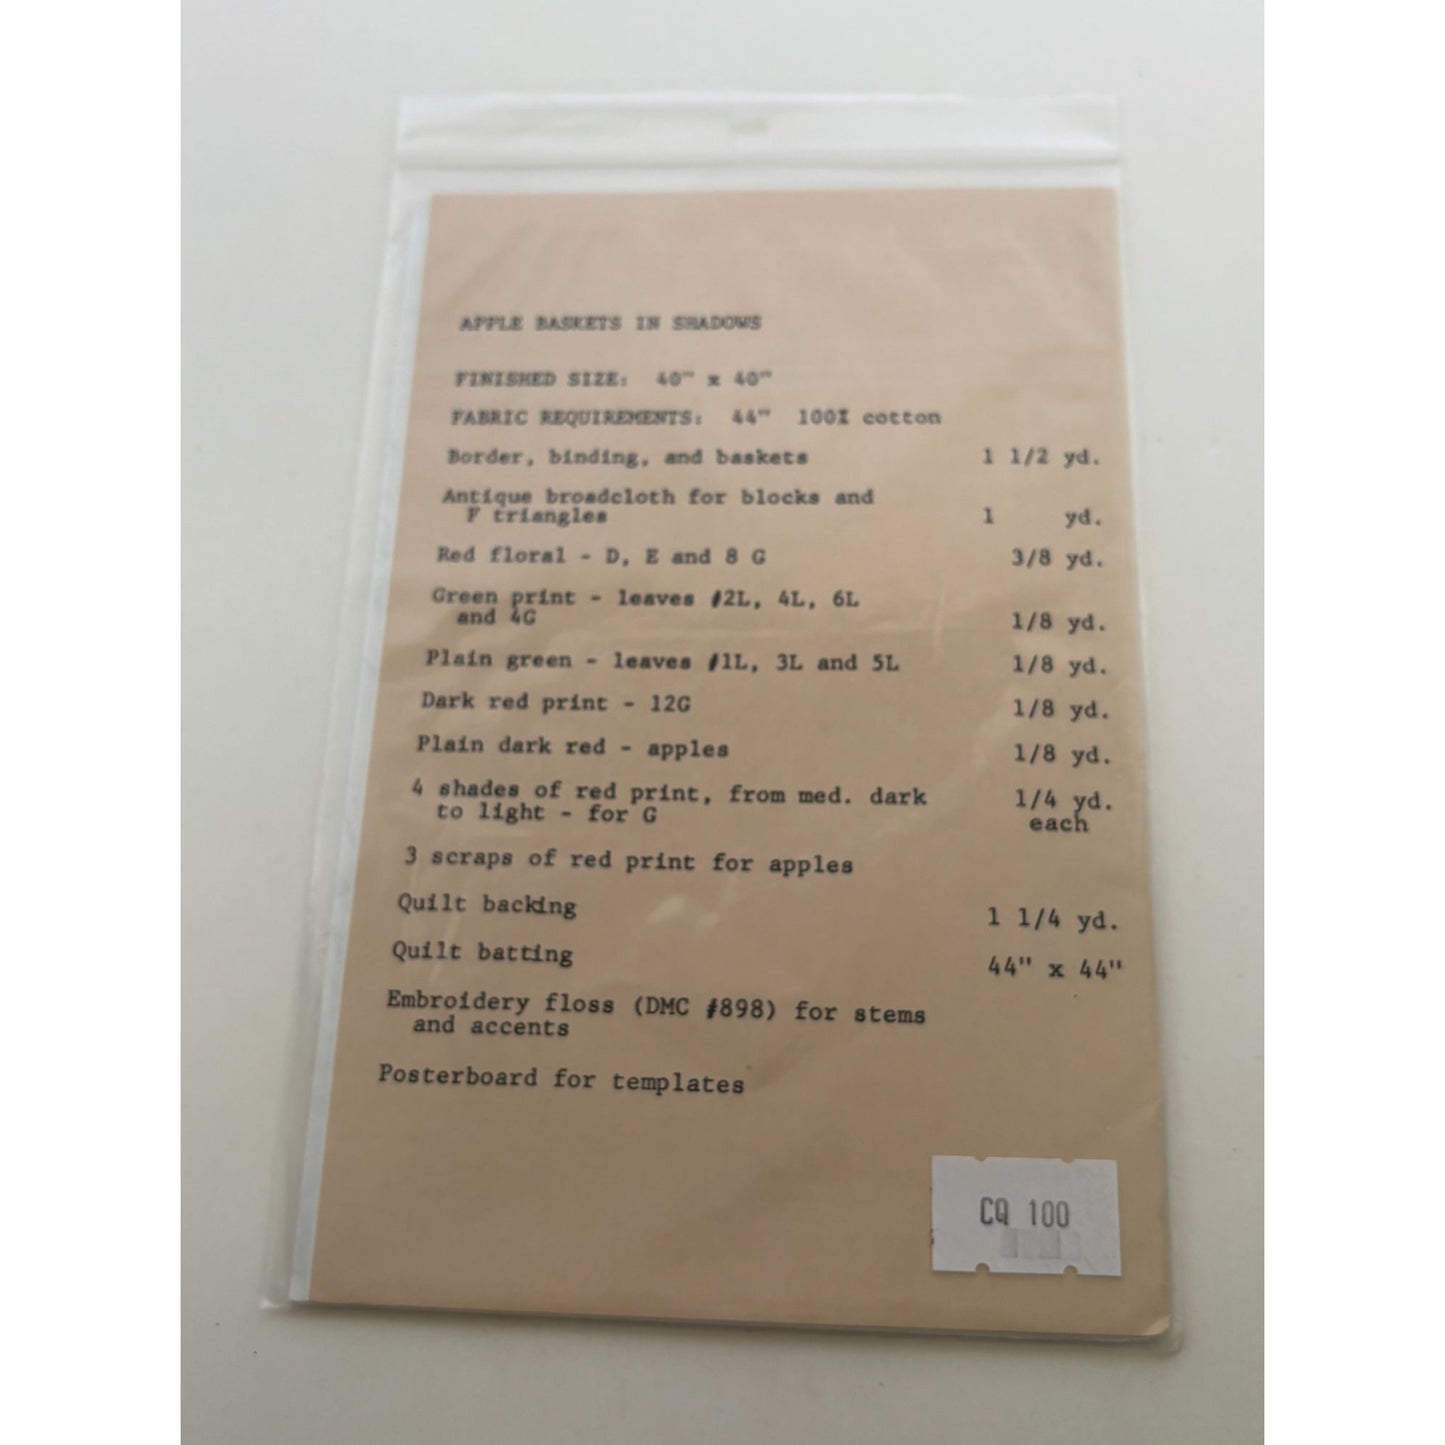 APPLE BASKETS IN SHADOWS
FINISHED SIZE: 40" x 40"
FABRIC REQUIREMENTS: 44" 100% cotton
Border, binding, and baskets 1 1/2 yd.
Antique broadcloth for blocks and
F triangles 1 yd.
Red floral - D, E and 8 G 3/8 yd.
Green print - leaves #2L, 4L, 6L
and 4G 1/8 yd.
Plain green - leaves #1L, 3L and 5L 1/8 yd.
Dark red print - 12G 1/8 yd.
Plain dark red - apples 1/8 yd.
4 shades of red print, from med. dark 1/4 yd.
to light - for G each
3 scraps of red print for apples
Quilt backing 1 1/4 yd.
Quilt batting 44" x 44"
Embroidery floss (DMC #898) for stems
and accents
Posterboard for templates
CQ 100